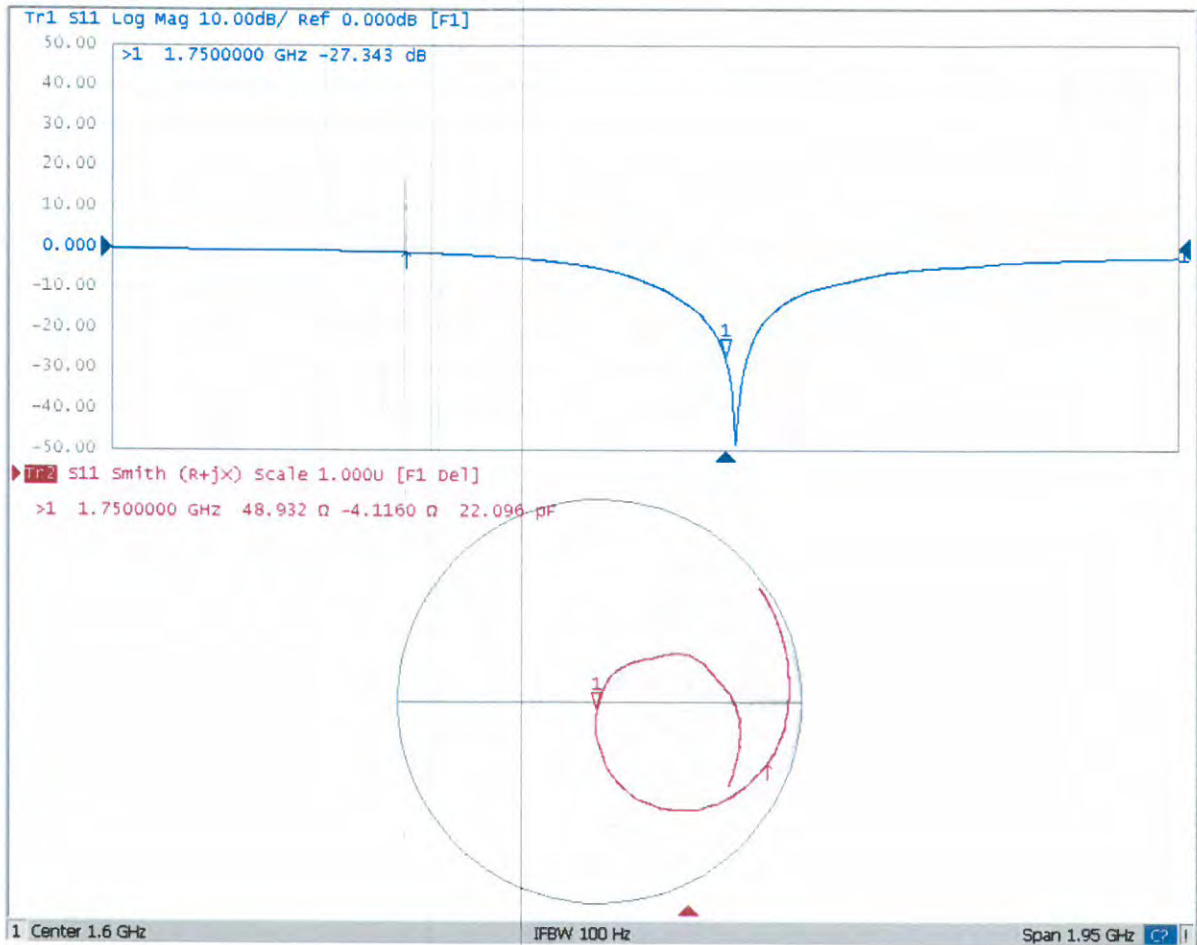 Tr1 S11 Log Mag 10.00dB/ Ref 0.000dB [F1]
50.00
>1 1.7500000 GHz -27.343 dB
40.00
30.00
20.00
10.00
0.000
-10.00
-20.00
1
-30.00
-40.00
-50.00
Tr2 S11 Smith (R+jX) Scale 1.000U [F1 Del]
>1 1.7500000 GHz 48.932 Ω -4.1160 Ω 22.096 pF
1
1 Center 1.6 GHz IFBW 100 Hz Span 1.95 GHz C?